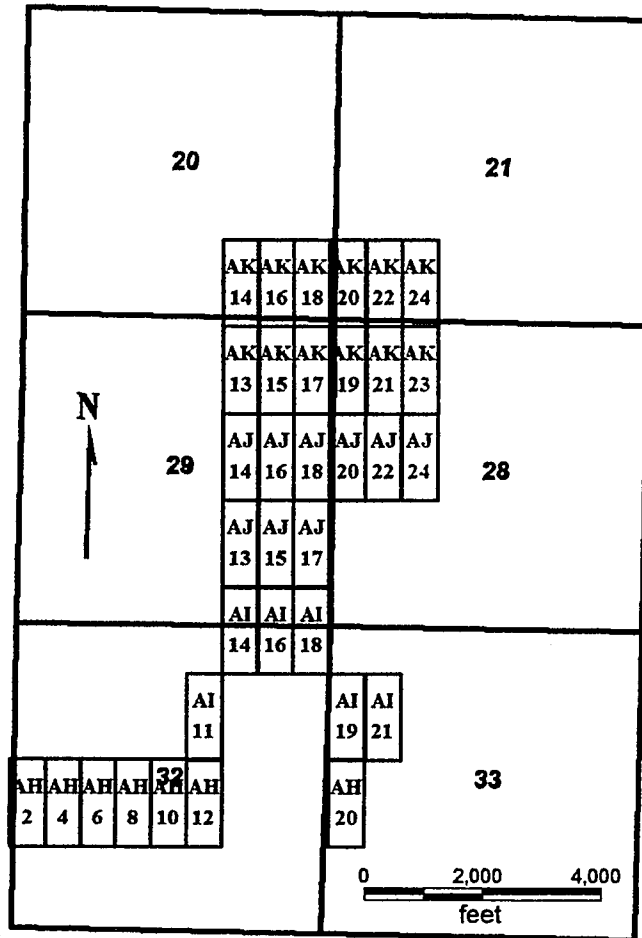 20
21
AK AK AK AK AK AK
14 16 18 20 22 24
AK AK AK AK AK AK
13 15 17 19 21 23
N
AJ AJ AJ AJ AJ AJ
14 16 18 20 22 24
29
28
AJ AJ AJ
13 15 17
AI AI AI
14 16 18
AI AI AI
11 19 21
32
33
AH AH AH AH AH AH AH
2 4 6 8 10 12 20
0 2,000 4,000
feet